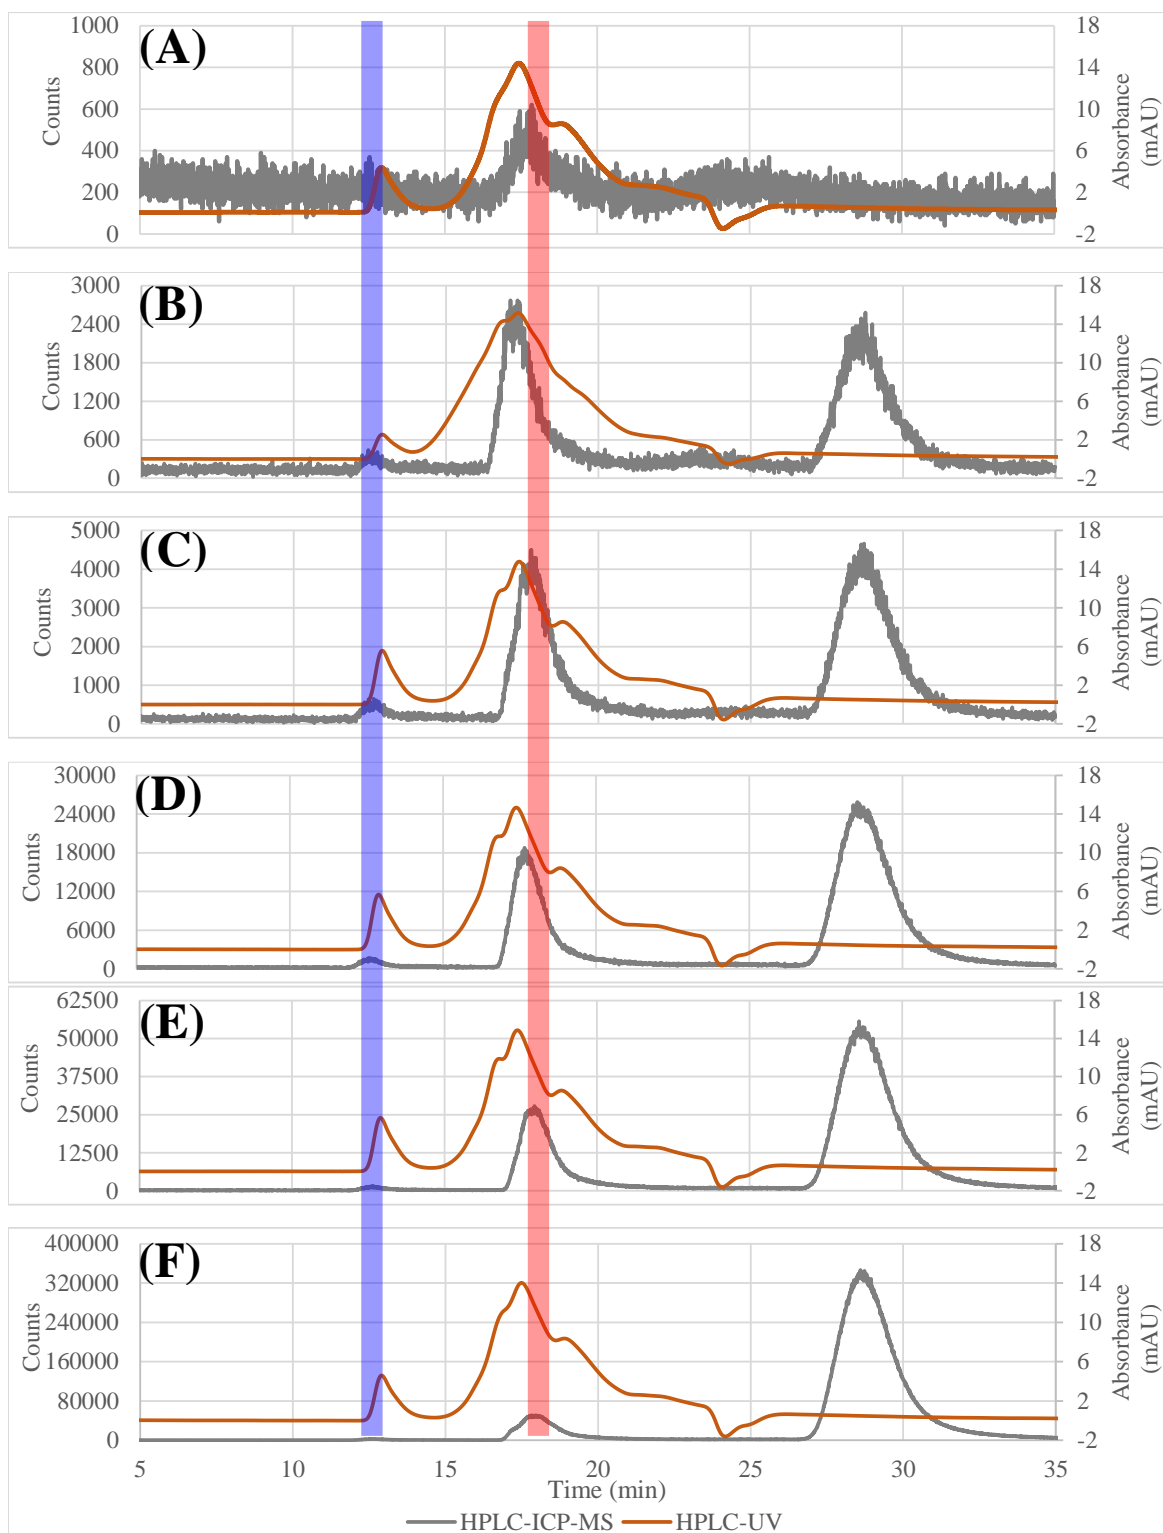 (A)
1000
800
600
400
200
0
Counts
18
14
10
6
2
-2
Absorbance
(mAU)
(B)
3000
2400
1800
1200
600
0
Counts
18
14
10
6
2
-2
Absorbance
(mAU)
(C)
5000
4000
3000
2000
1000
0
Counts
18
14
10
6
2
-2
Absorbance
(mAU)
(D)
30000
24000
18000
12000
6000
0
Counts
18
14
10
6
2
-2
Absorbance
(mAU)
(E)
62500
50000
37500
25000
12500
0
Counts
18
14
10
6
2
-2
Absorbance
(mAU)
(F)
400000
320000
240000
160000
80000
0
Counts
18
14
10
6
2
-2
Absorbance
(mAU)
5 10 15 20 25 30 35
Time (min)
HPLC-ICP-MS HPLC-UV